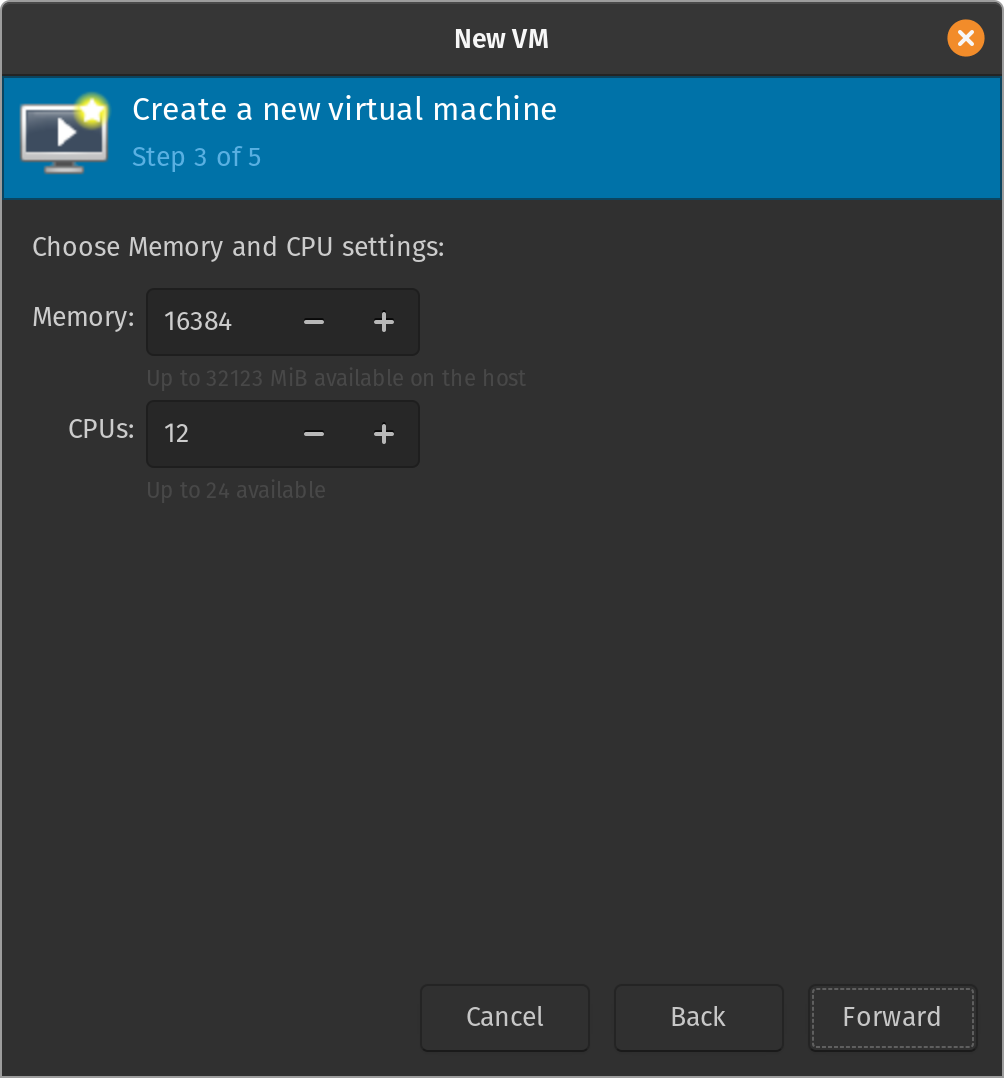 New VM
Create a new virtual machine
Step 3 of 5
Choose Memory and CPU settings:
Memory: 16384
Up to 32123 MiB available on the host
CPUs: 12
Up to 24 available
Cancel Back Forward